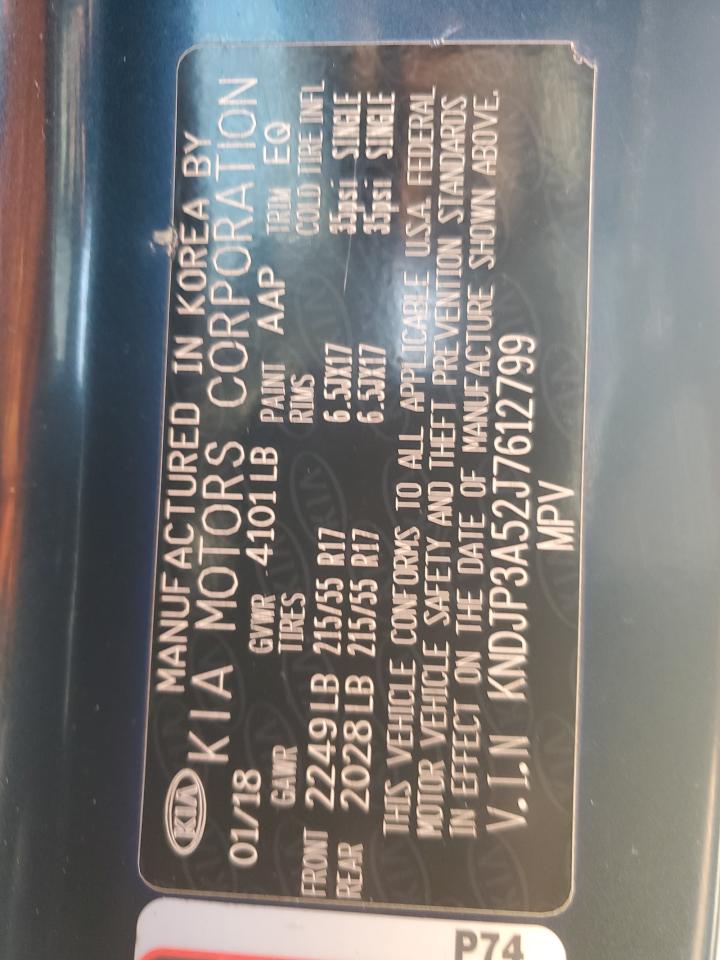 KIA MANUFACTURED IN KOREA BY
KIA MOTORS CORPORATION
01/18 GVWR 4101LB PAINT AAP TRIM EQ
GAWR TIRES RIMS COLD TIRE INFL
FRONT 2249LB 215/55 R17 6.5JX17 35psi SINGLE
REAR 2028LB 215/55 R17 6.5JX17 35psi SINGLE
THIS VEHICLE CONFORMS TO ALL APPLICABLE U.S.A. FEDERAL
MOTOR VEHICLE SAFETY AND THEFT PREVENTION STANDARDS
IN EFFECT ON THE DATE OF MANUFACTURE SHOWN ABOVE.
V.I.N KNDJP3A52J7612799
MPV
P74